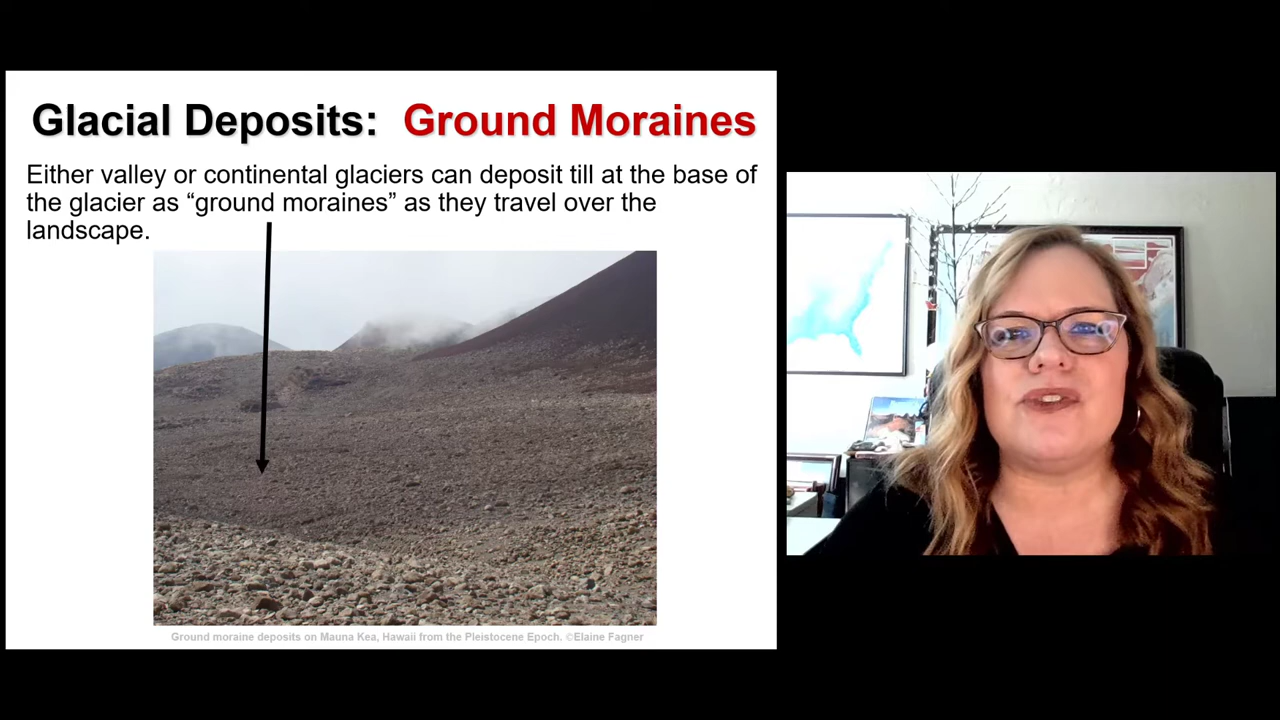 Glacial Deposits: Ground Moraines
Either valley or continental glaciers can deposit till at the base of
the glacier as “ground moraines” as they travel over the
landscape.
Ground moraine deposits on Mauna Kea, Hawaii from the Pleistocene Epoch. ©Elaine Fagner